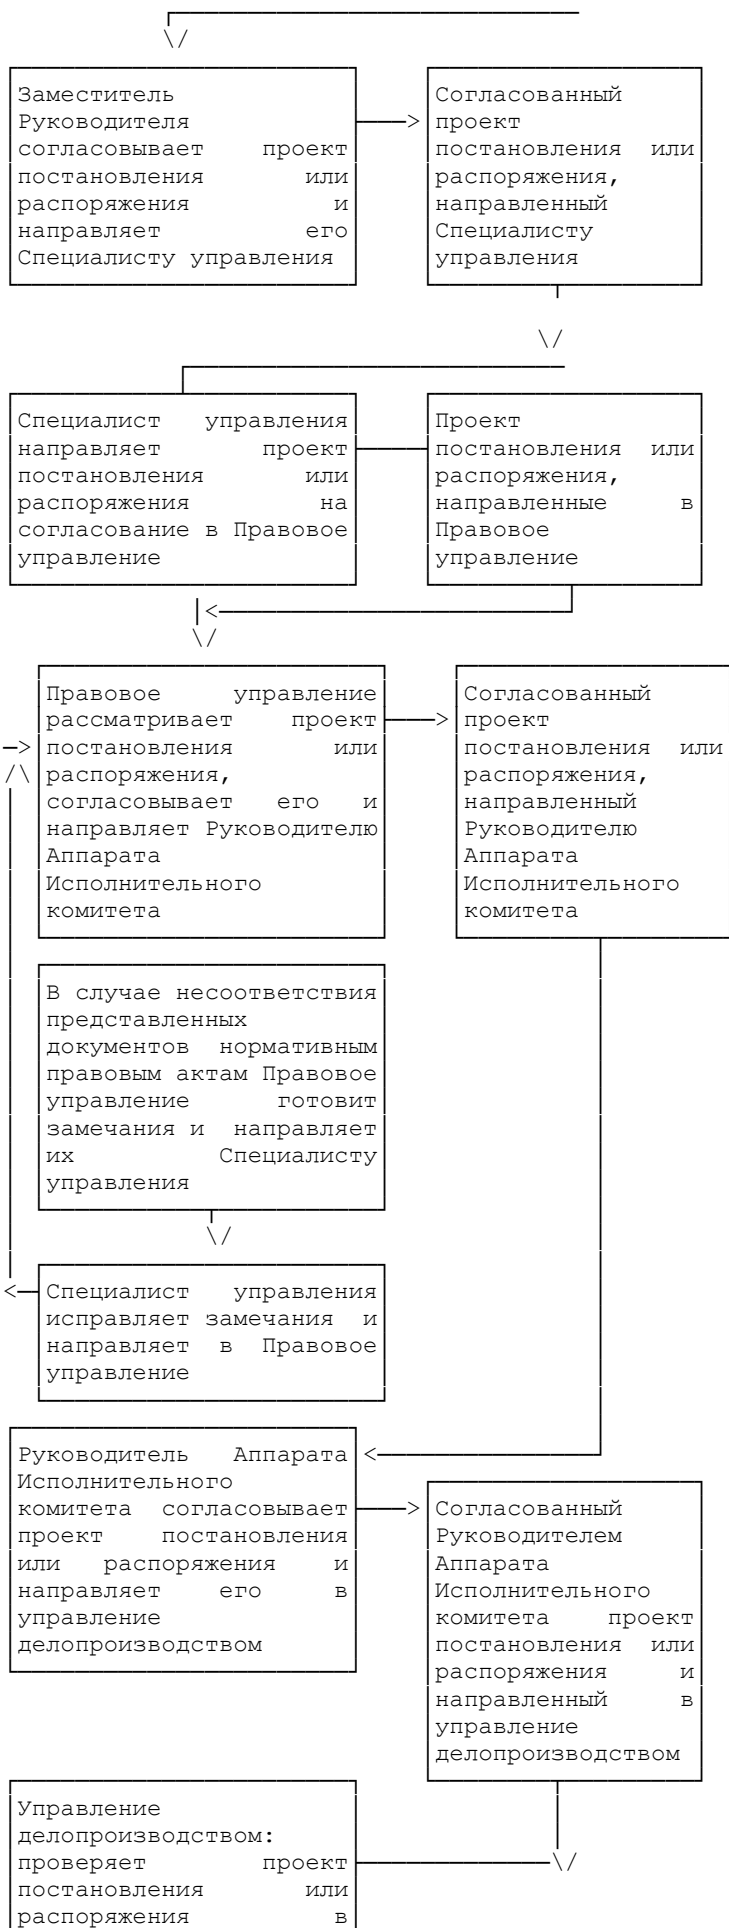 Заместитель
Руководителя
согласовывает проект
постановления или
распоряжения и
направляет его
Специалисту управления
Согласованный
проект
постановления или
распоряжения,
направленный
Специалисту
управления
Специалист управления
направляет проект
постановления или
распоряжения на
согласование в Правовое
управление
Проект
постановления или
распоряжения,
направленные в
Правовое
управление
Правовое управление
рассматривает проект
постановления или
распоряжения,
согласовывает его и
направляет Руководителю
Аппарата
Исполнительного
комитета
Согласованный
проект
постановления или
распоряжения,
направленный
Руководителю
Аппарата
Исполнительного
комитета
В случае несоответствия
представленных
документов нормативным
правовым актам Правовое
управление готовит
замечания и направляет
их Специалисту
управления
Специалист управления
исправляет замечания и
направляет в Правовое
управление
Руководитель Аппарата
Исполнительного
комитета согласовывает
проект постановления
или распоряжения и
направляет его в
управление
делопроизводством
Согласованный
Руководителем
Аппарата
Исполнительного
комитета проект
постановления или
распоряжения и
направленный в
управление
делопроизводством
Управление
делопроизводством:
проверяет проект
постановления или
распоряжения в